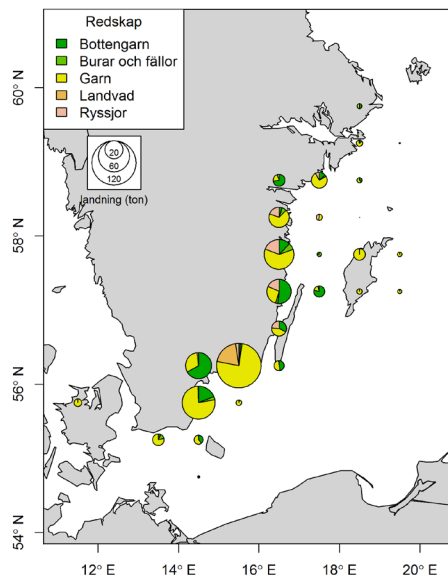 Redskap
Bottengarn
Burar och fällor
Garn
Landvad
Ryssjor
20
60
120
landning (ton)
60° N
58° N
56° N
54° N
12° E
14° E
16° E
18° E
20° E